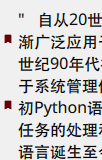 " 自从20世
渐广泛应用于
世纪90年代
于系统管理任
初Python语
任务的处理
语言诞生至